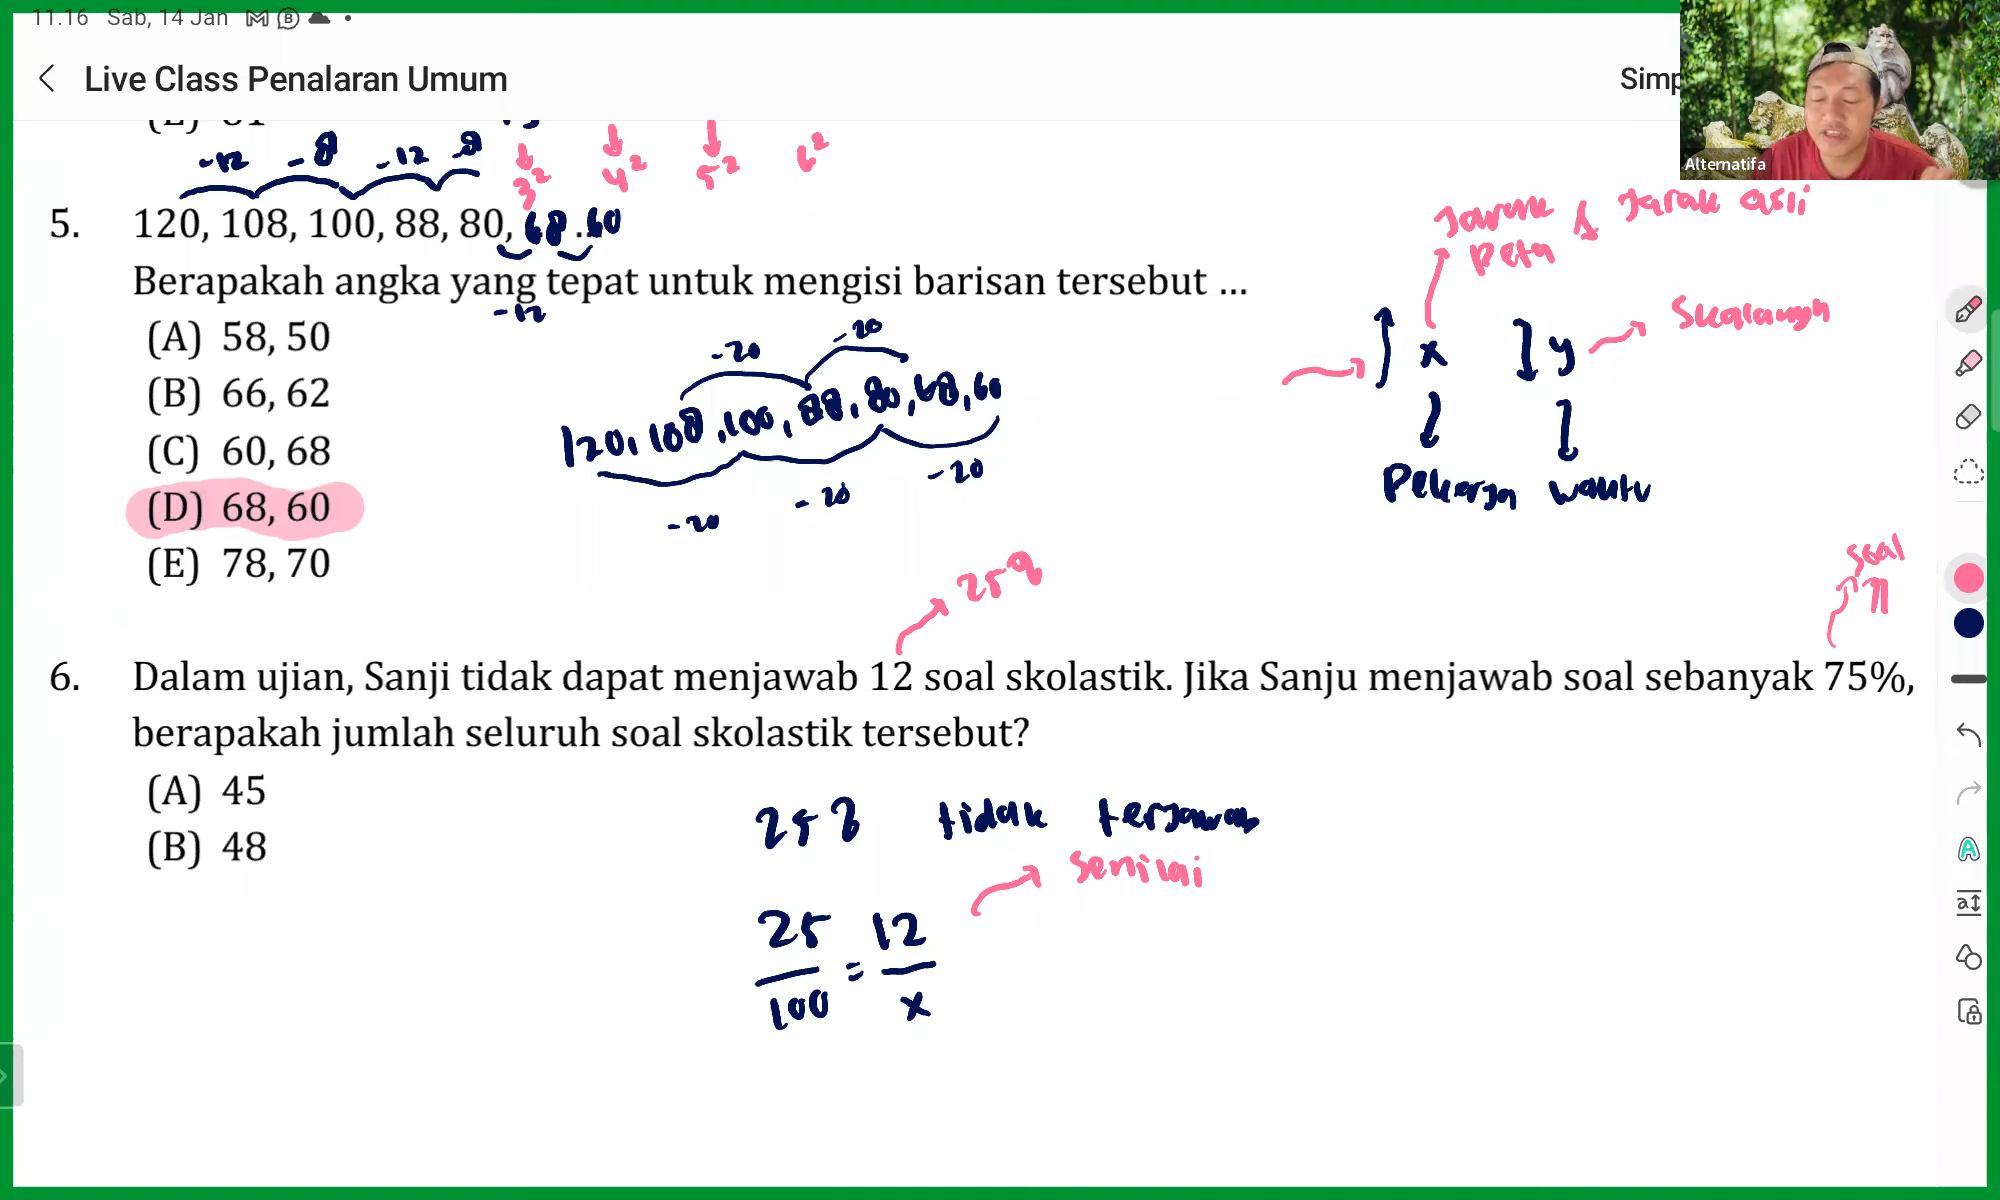 11.16 Sab, 14 Jan
Live Class Penalaran Umum
Alternatifa
-12 -8 -12 -8
3² 4² 5² 6²
5. 120, 108, 100, 88, 80, 68 60
Berapakah angka yang tepat untuk mengisi barisan tersebut ...
-12
(A) 58, 50
(B) 66, 62
(C) 60, 68
(D) 68, 60
(E) 78, 70
-20 -20
120, 108, 100, 88, 80, 68, 60
-20 -20 -20
Peta
Jarak asli
x y
Skalanya
Pekerja waktu
25%
soal
6. Dalam ujian, Sanji tidak dapat menjawab 12 soal skolastik. Jika Sanju menjawab soal sebanyak 75%,
berapakah jumlah seluruh soal skolastik tersebut?
(A) 45
(B) 48
25% tidak terjawab
senilai
25 = 12
100 x